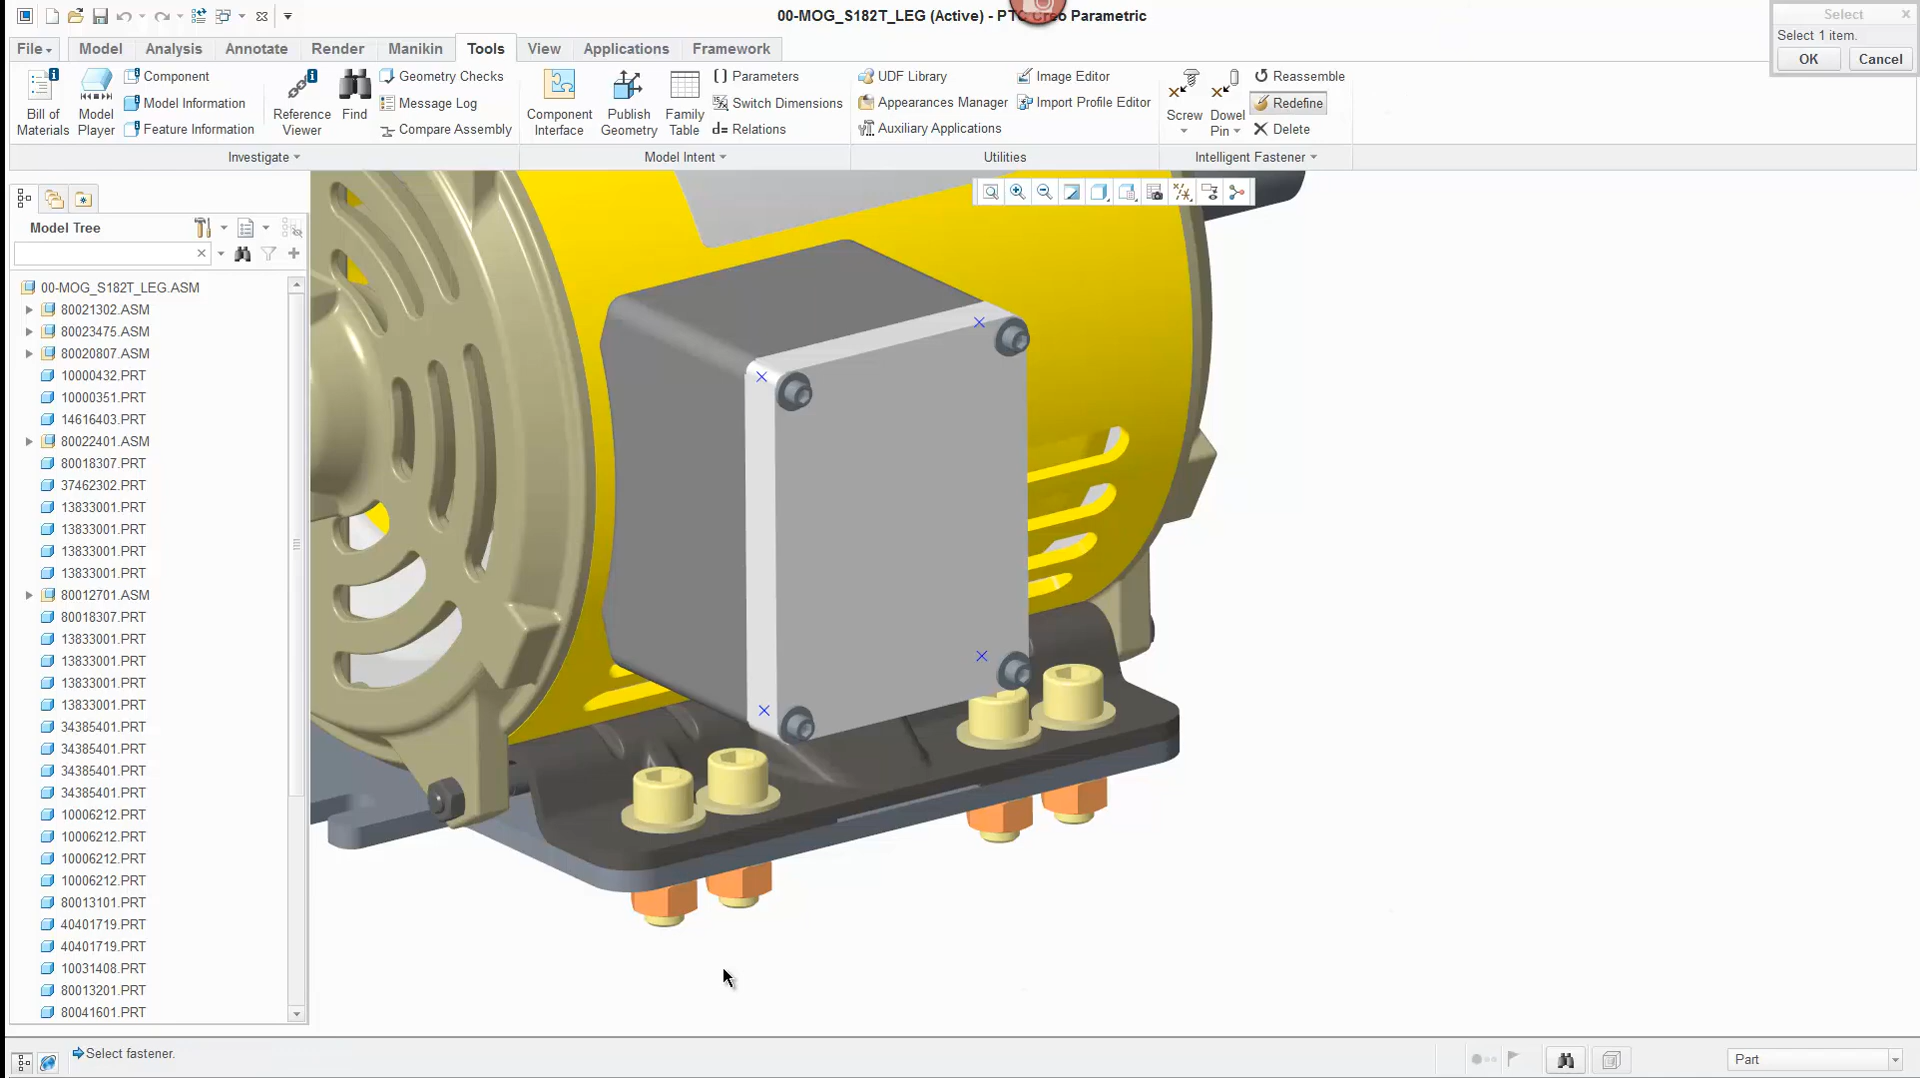 00-MOG_S182T_LEG (Active) - PTC Creo Parametric
Select
Select 1 item.
OK Cancel
File Model Analysis Annotate Render Manikin Tools View Applications Framework
Bill of Materials
Model Player
Component
Model Information
Feature Information
Reference Viewer
Find
Geometry Checks
Message Log
Compare Assembly
Investigate
Component Interface
Publish Geometry
Family Table
Parameters
Switch Dimensions
d= Relations
Model Intent
UDF Library
Appearances Manager
Auxiliary Applications
Image Editor
Import Profile Editor
Utilities
Screw
Dowel Pin
Reassemble
Redefine
Delete
Intelligent Fastener
Model Tree
00-MOG_S182T_LEG.ASM
80021302.ASM
80023475.ASM
80020807.ASM
10000432.PRT
10000351.PRT
14616403.PRT
80022401.ASM
80018307.PRT
37462302.PRT
13833001.PRT
13833001.PRT
13833001.PRT
13833001.PRT
80012701.ASM
80018307.PRT
13833001.PRT
13833001.PRT
13833001.PRT
13833001.PRT
34385401.PRT
34385401.PRT
34385401.PRT
34385401.PRT
10006212.PRT
10006212.PRT
10006212.PRT
10006212.PRT
80013101.PRT
40401719.PRT
40401719.PRT
10031408.PRT
80013201.PRT
80041601.PRT
Select fastener.
Part